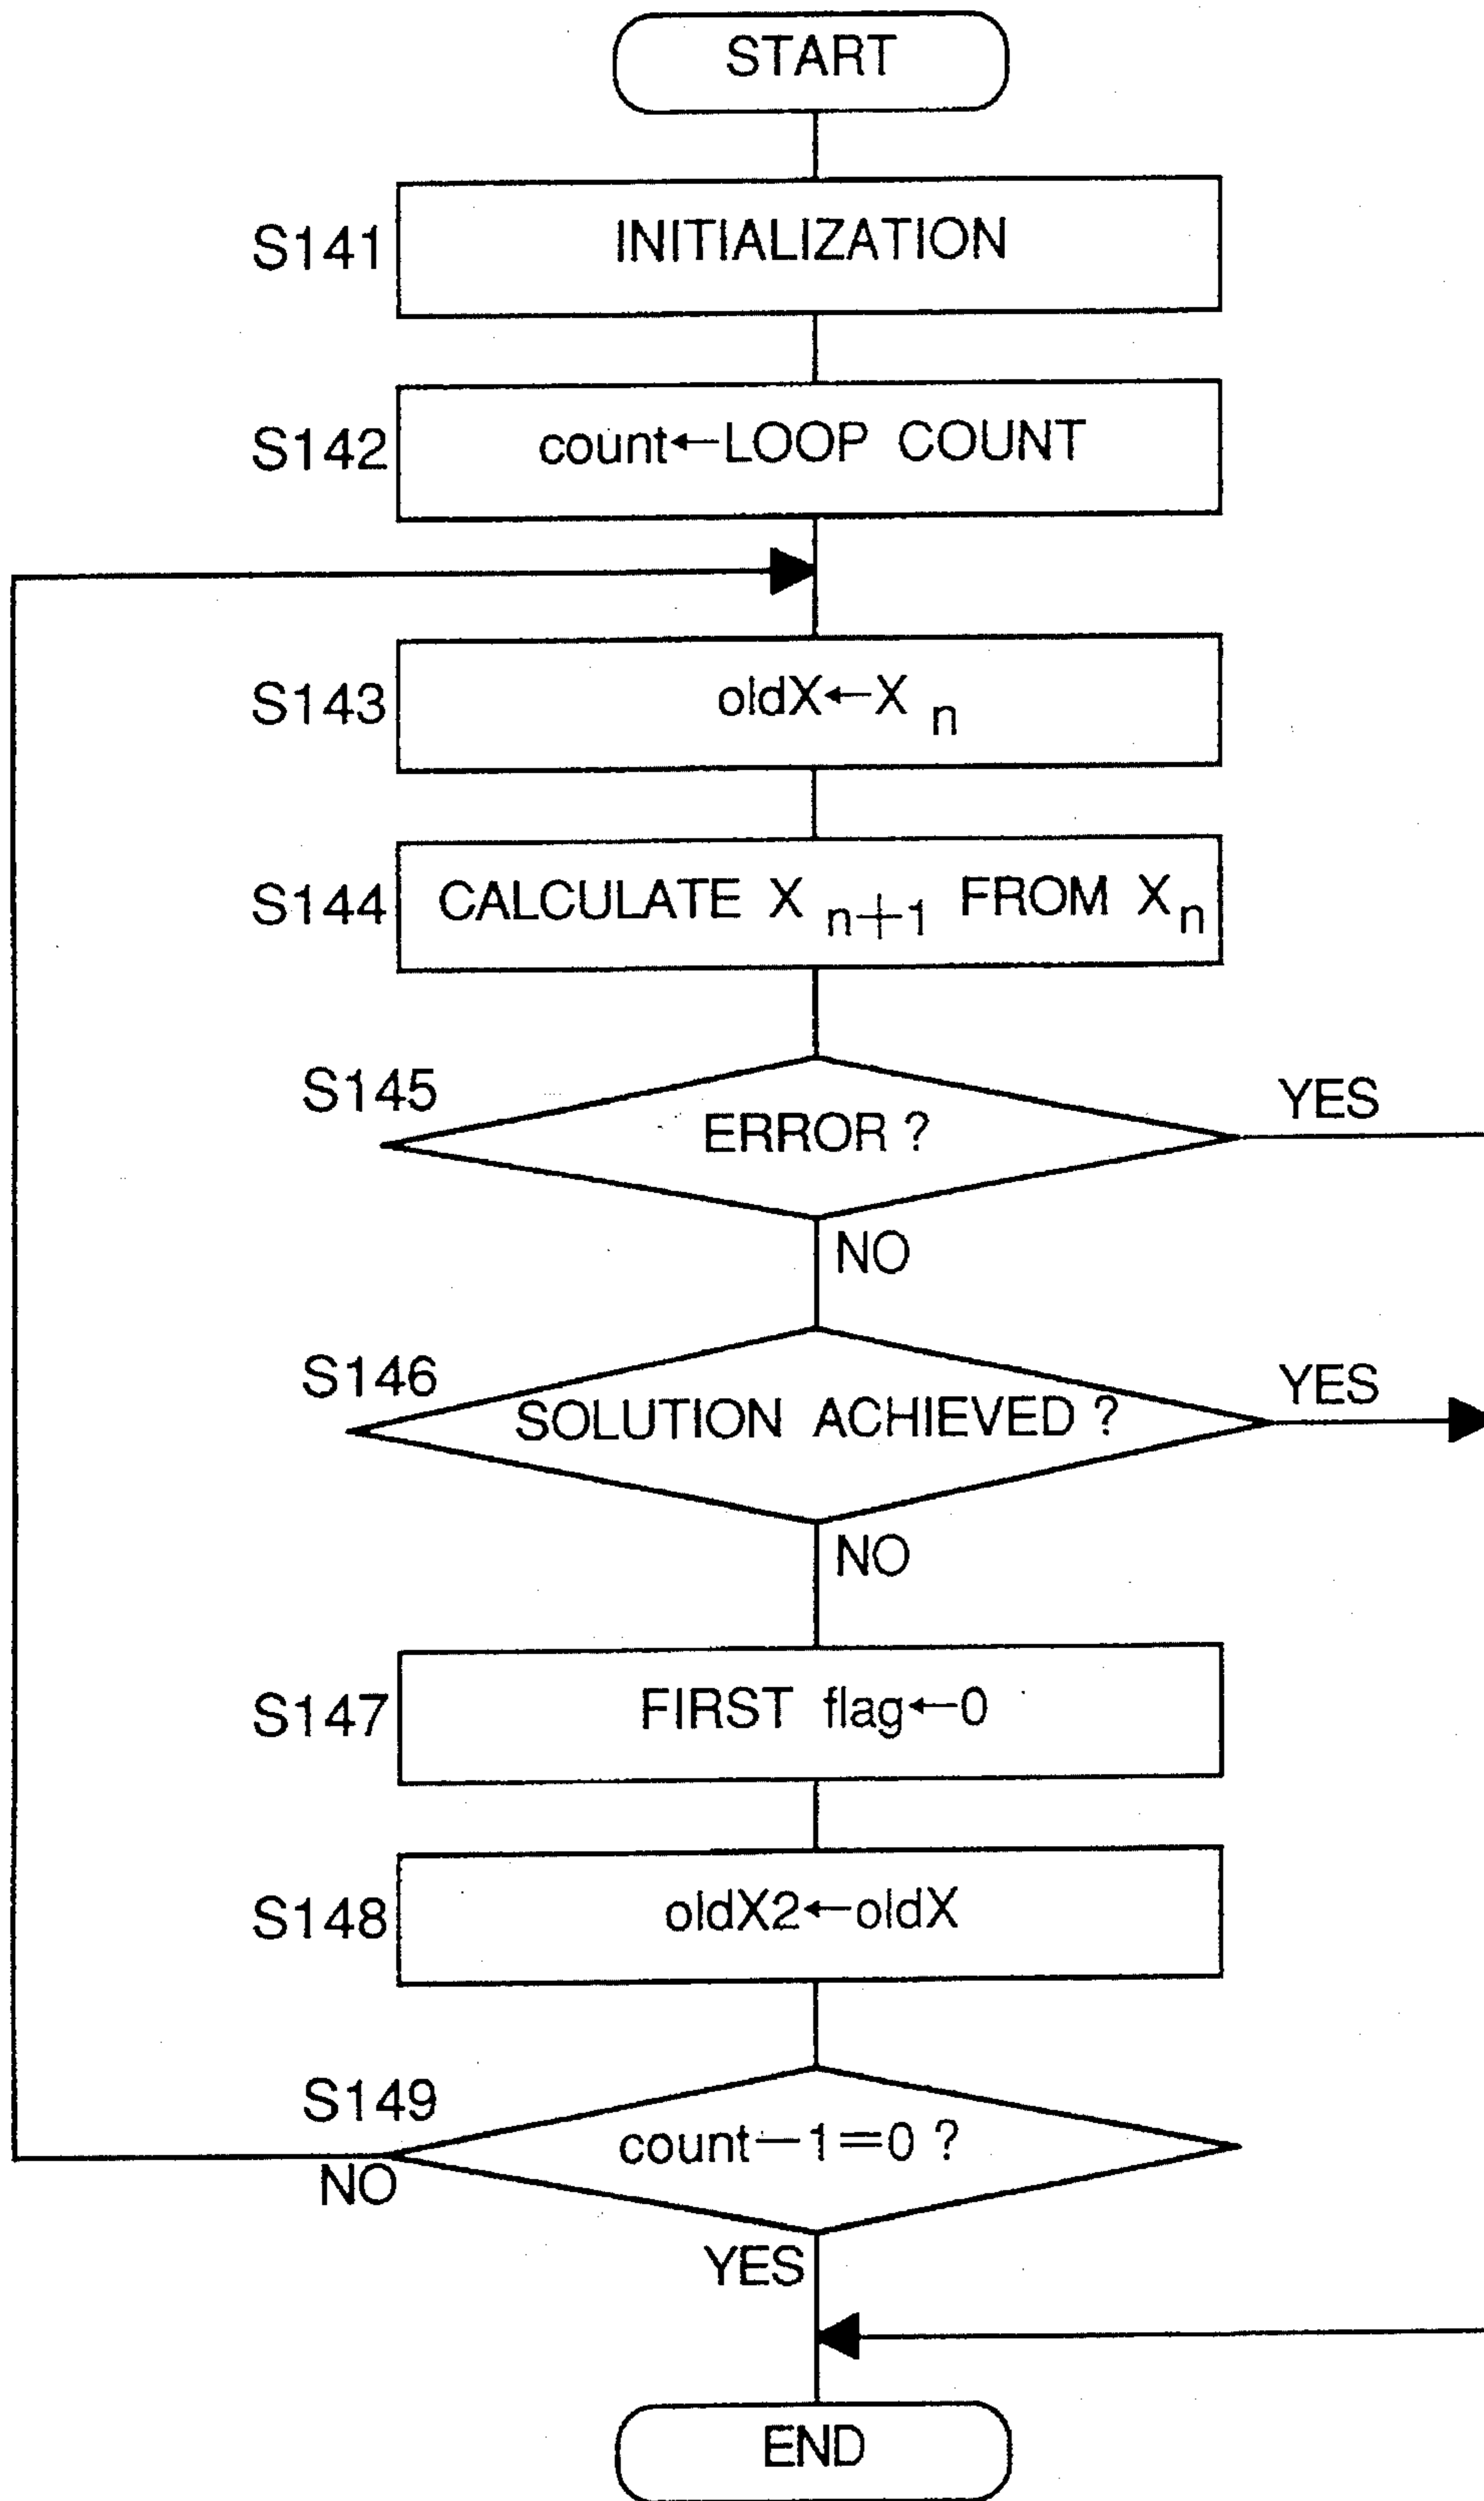 START
S141 INITIALIZATION
S142 count←LOOP COUNT
S143 oldX←X n
S144 CALCULATE X n+1 FROM Xn
S145 ERROR ? YES
NO
S146 SOLUTION ACHIEVED ? YES
NO
S147 FIRST flag←0
S148 oldX2←oldX
S149 count−1=0 ?
NO
YES
END